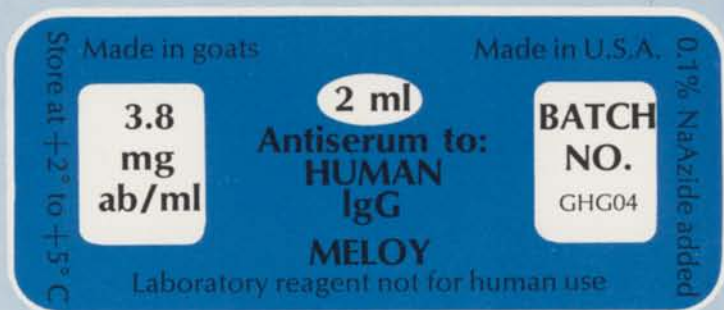 Store at +2° to +5° C
Made in goats
Made in U.S.A.
3.8
mg
ab/ml
2 ml
Antiserum to:
HUMAN
IgG
MELOY
BATCH
NO.
GHG04
Laboratory reagent not for human use
0.1% NaAzide added